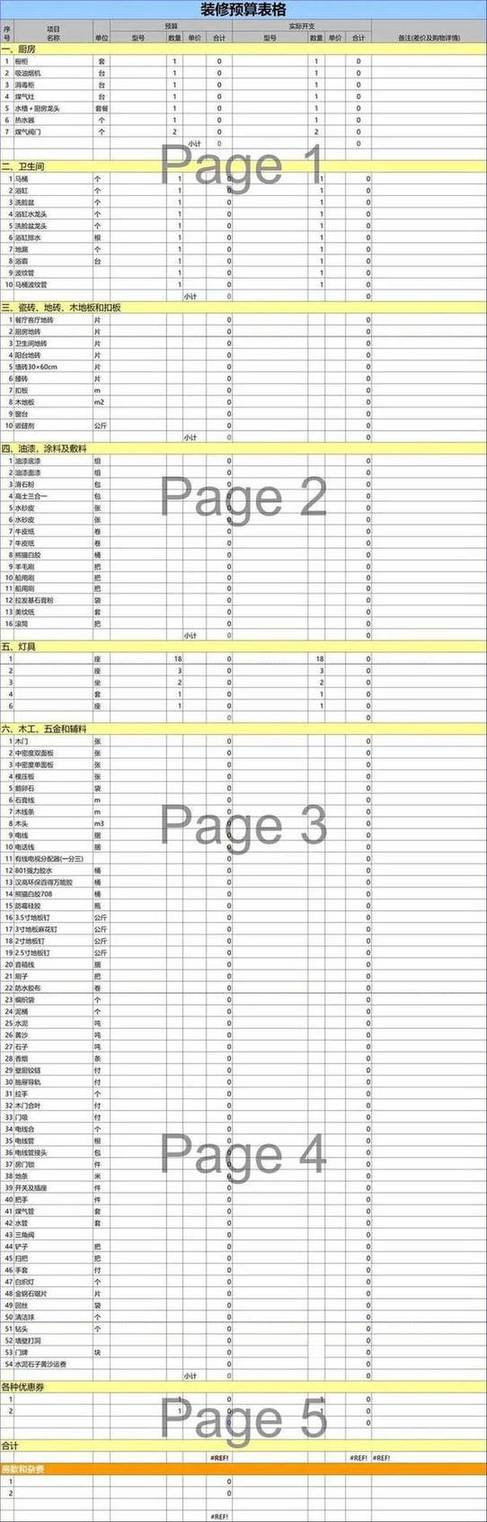 装修预算表格
序号 项目名称 单位 预算 实际开支 备注(差价及购物详情)
型号 数量 单价 合计 型号 数量 单价 合计
一、厨房
1 橱柜 套 1 0 1 0
2 吸油烟机 台 1 0 1 0
3 消毒柜 台 1 0 1 0
4 煤气灶 台 1 0 1 0
5 水槽+厨房龙头 套餐 1 0 1 0
6 热水器 个 1 0 1 0
7 煤气阀门 个 2 0 2 0
小计 0 0
Page 1
二、卫生间
1 马桶 个 1 0 1 0
2 浴缸 个 1 0 1 0
3 洗脸盆 个 1 0 1 0
4 浴缸水龙头 个 1 0 1 0
5 洗脸盆龙头 个 1 0 1 0
6 浴缸排水 根 1 0 1 0
7 地漏 个 1 0 1 0
8 浴霸 台 1 0 1 0
9 波纹管 1 0 1 0
10 马桶波纹管 1 0 1 0
小计 0 0
三、瓷砖、地砖、木地板和扣板
1 餐厅客厅地砖 片 0 0
2 厨房地砖 片 0 0
3 卫生间地砖 片 0 0
4 阳台地砖 片 0 0
5 墙砖30×60cm 片 0 0
6 腰砖 片 0 0
7 扣板 m 0 0
8 木地板 m2 0 0
9 窗台 0 0
10 嵌缝剂 公斤 0 0
小计 0 0
四、油漆，涂料及敷料
1 油漆底漆 组 0 0
2 油漆面漆 组 0 0
3 滑石粉 包 0 0
4 高士三合一 包 0 0
Page 2
5 水砂皮 张 0 0
6 水砂皮 张 0 0
7 牛皮纸 卷 0 0
7 牛皮纸 卷 0 0
8 熊猫白胶 桶 0 0
9 羊毛刷 把 0 0
10 船用刷 把 0 0
11 船用刷 把 0 0
12 拉发基石膏粉 袋 0 0
13 美纹纸 套 0 0
16 滚筒 把 0 0
小计 0 0
五、灯具
1 座 18 0 18 0
2 座 3 0 3 0
3 坐 2 0 2 0
4 套 1 0 1 0
6 座 1 0 1 0
0 0
六、木工、五金和辅料
1 木门 张 0 0
2 中密度双面板 张 0 0
3 中密度单面板 张 0 0
4 模压板 张 0 0
5 鹅卵石 袋 0 0
6 石膏线 m 0 0
7 木线条 m 0 0
Page 3
8 木头 m3 0 0
9 电线 捆 0 0
10 电话线 捆 0 0
11 有线电视分配器(一分三) 0 0
12 801强力胶水 桶 0 0
13 汉高环保百得万能胶 桶 0 0
14 熊猫白胶708 桶 0 0
15 防霉硅胶 瓶 0 0
16 3.5寸地板钉 公斤 0 0
17 3寸地板麻花钉 公斤 0 0
18 2寸地板钉 公斤 0 0
19 2.5寸地板钉 公斤 0 0
20 音箱线 捆 0 0
21 刷子 把 0 0
22 防水胶布 卷 0 0
23 编织袋 个 0 0
24 泥桶 个 0 0
25 水泥 吨 0 0
26 黄沙 吨 0 0
27 石子 吨 0 0
28 香烟 条 0 0
29 壁厨铰链 付 0 0
30 抽屉导轨 付 0 0
31 拉手 个 0 0
32 木门合叶 付 0 0
33 门吸 付 0 0
34 电线合 个 0 0
35 电线管 根 0 0
Page 4
36 电线管接头 包 0 0
37 房门锁 件 0 0
38 地条 米 0 0
39 开关及插座 件 0 0
40 把手 件 0 0
41 煤气管 套 0 0
42 水管 套 0 0
43 三角阀 0 0
44 铲子 把 0 0
45 扫把 把 0 0
46 手套 付 0 0
47 白炽灯 个 0 0
48 金钢石锯片 片 0 0
49 回丝 袋 0 0
50 清洁球 个 0 0
51 钻头 个 0 0
52 墙壁打洞 0 0
53 门牌 块 0 0
54 水泥石子黄沙运费 0 0
小计 0 0
各种优惠券
1 1 0 1 0
2 1 0 1 0
Page 5
0 0
合计
#REF! #REF! #REF!
房款和杂费
1 0
2 0
#REF!